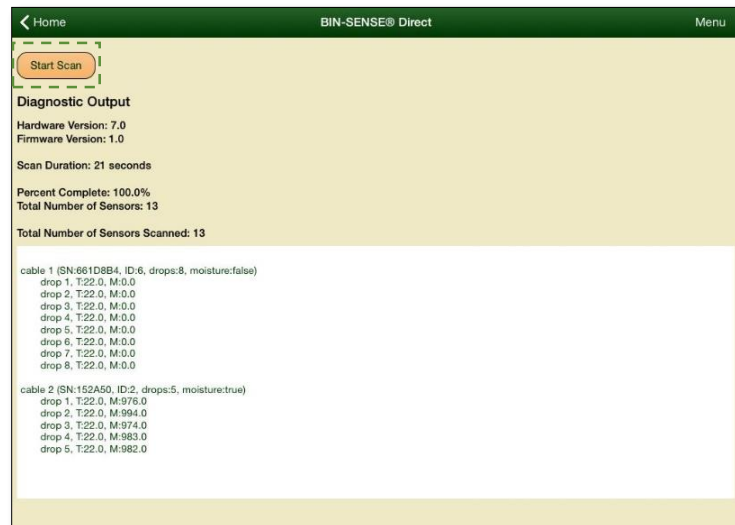 Home
BIN-SENSE® Direct
Menu
Start Scan
Diagnostic Output
Hardware Version: 7.0
Firmware Version: 1.0
Scan Duration: 21 seconds
Percent Complete: 100.0%
Total Number of Sensors: 13
Total Number of Sensors Scanned: 13
cable 1 (SN:661D8B4, ID:6, drops:8, moisture:false)
drop 1, T:22.0, M:0.0
drop 2, T:22.0, M:0.0
drop 3, T:22.0, M:0.0
drop 4, T:22.0, M:0.0
drop 5, T:22.0, M:0.0
drop 6, T:22.0, M:0.0
drop 7, T:22.0, M:0.0
drop 8, T:22.0, M:0.0
cable 2 (SN:152A50, ID:2, drops:5, moisture:true)
drop 1, T:22.0, M:976.0
drop 2, T:22.0, M:994.0
drop 3, T:22.0, M:974.0
drop 4, T:22.0, M:983.0
drop 5, T:22.0, M:982.0